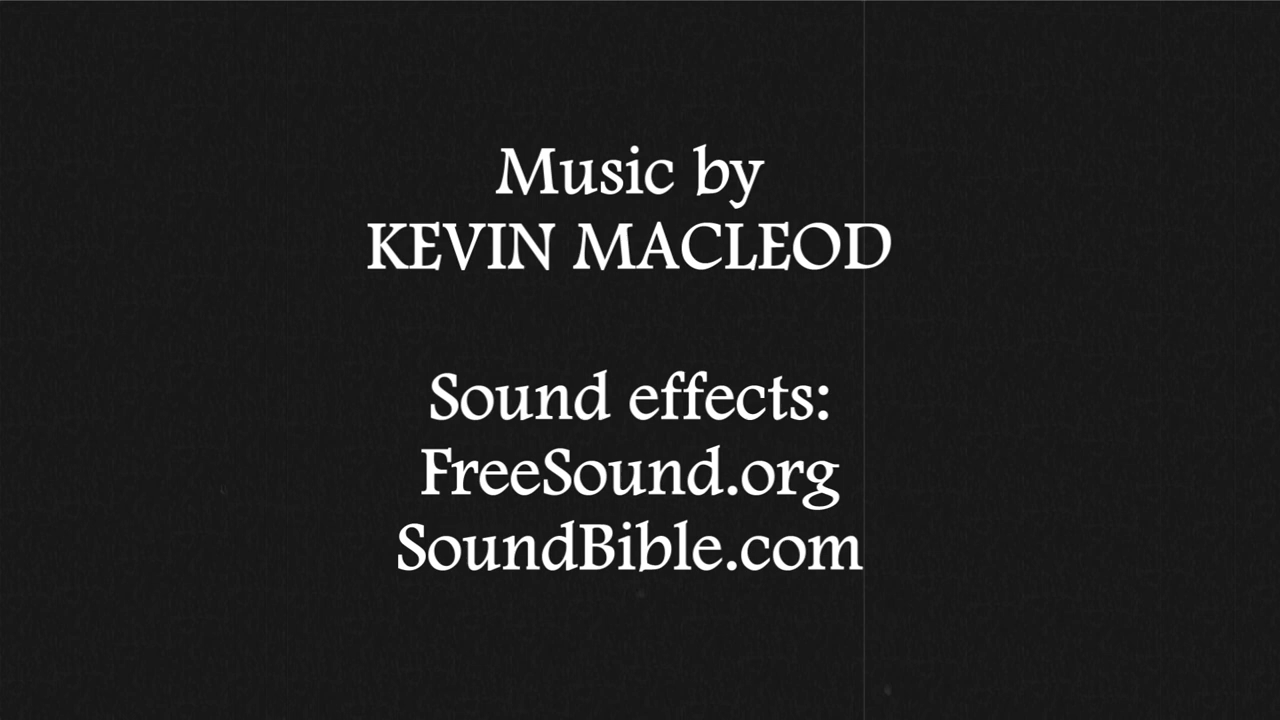 Music by
KEVIN MACLEOD
Sound effects:
FreeSound.org
SoundBible.com